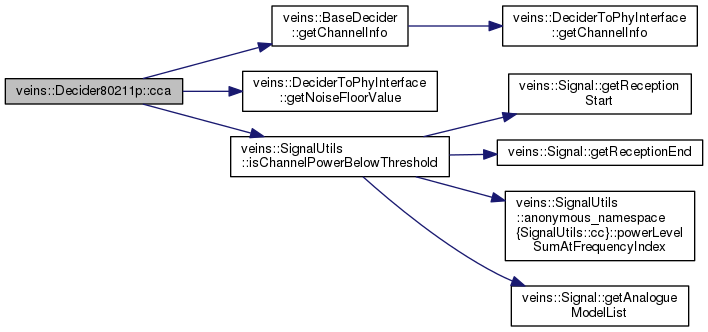 veins::Decider80211p::cca
veins::BaseDecider
::getChannelInfo
veins::DeciderToPhyInterface
::getChannelInfo
veins::DeciderToPhyInterface
::getNoiseFloorValue
veins::SignalUtils
::isChannelPowerBelowThreshold
veins::Signal::getReception
Start
veins::Signal::getReceptionEnd
veins::SignalUtils
::anonymous_namespace
{SignalUtils::cc}::powerLevel
SumAtFrequencyIndex
veins::Signal::getAnalogue
ModelList